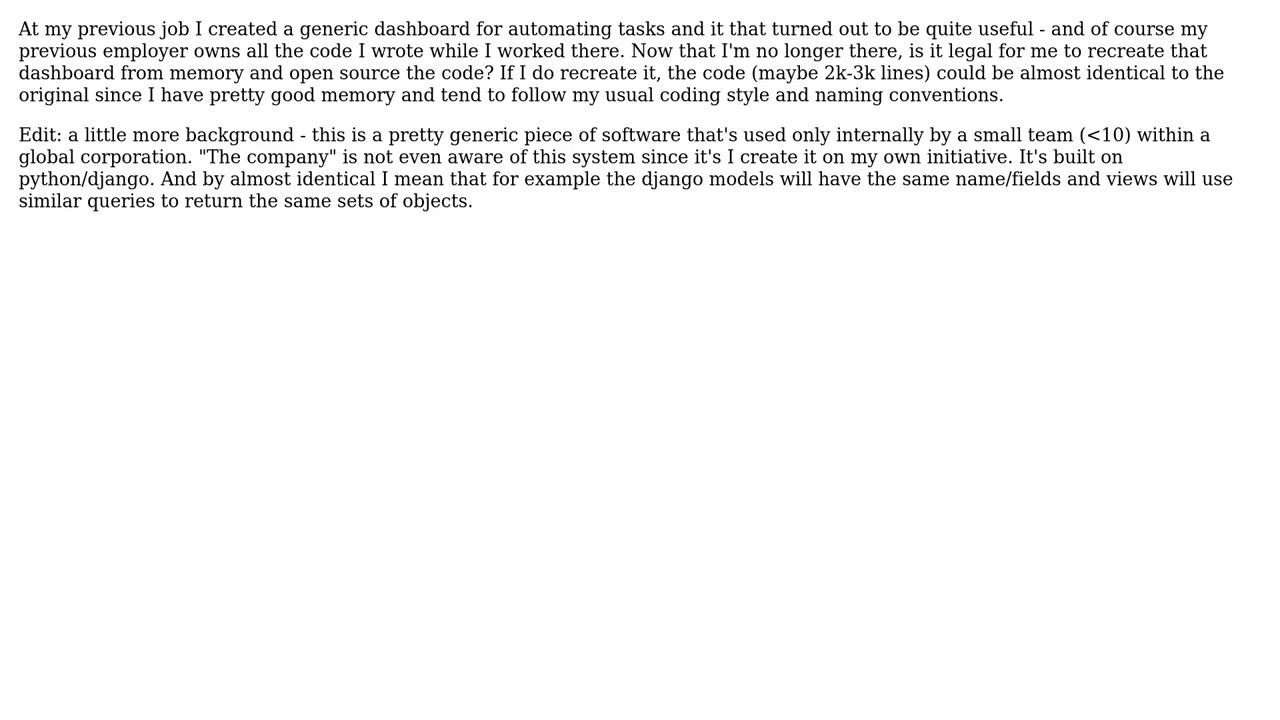 At my previous job I created a generic dashboard for automating tasks and it that turned out to be quite useful - and of course my
previous employer owns all the code I wrote while I worked there. Now that I'm no longer there, is it legal for me to recreate that
dashboard from memory and open source the code? If I do recreate it, the code (maybe 2k-3k lines) could be almost identical to the
original since I have pretty good memory and tend to follow my usual coding style and naming conventions.
Edit: a little more background - this is a pretty generic piece of software that's used only internally by a small team (<10) within a
global corporation. "The company" is not even aware of this system since it's I create it on my own initiative. It's built on
python/django. And by almost identical I mean that for example the django models will have the same name/fields and views will use
similar queries to return the same sets of objects.